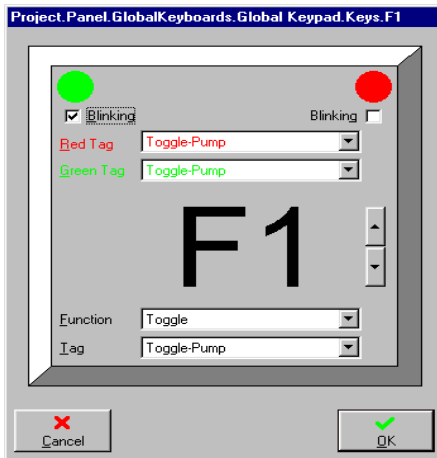 Project.Panel.GlobalKeyboards.Global Keypad.Keys.F1
Blinking Blinking
Red Tag Toggle-Pump
Green Tag Toggle-Pump
F1
Function Toggle
Tag Toggle-Pump
Cancel OK